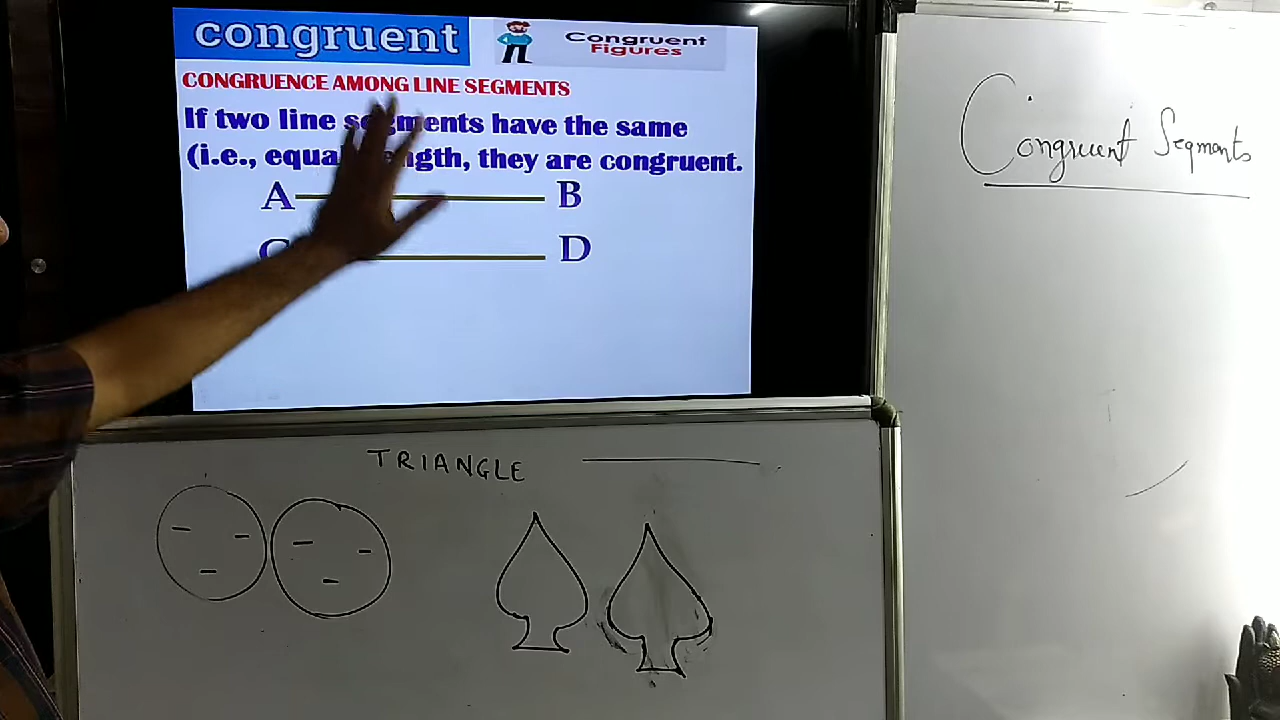 congruent
Congruent
Figures
CONGRUENCE AMONG LINE SEGMENTS
If two line segments have the same
(i.e., equal length, they are congruent.
A B
C D
Congruent Segments
TRIANGLE